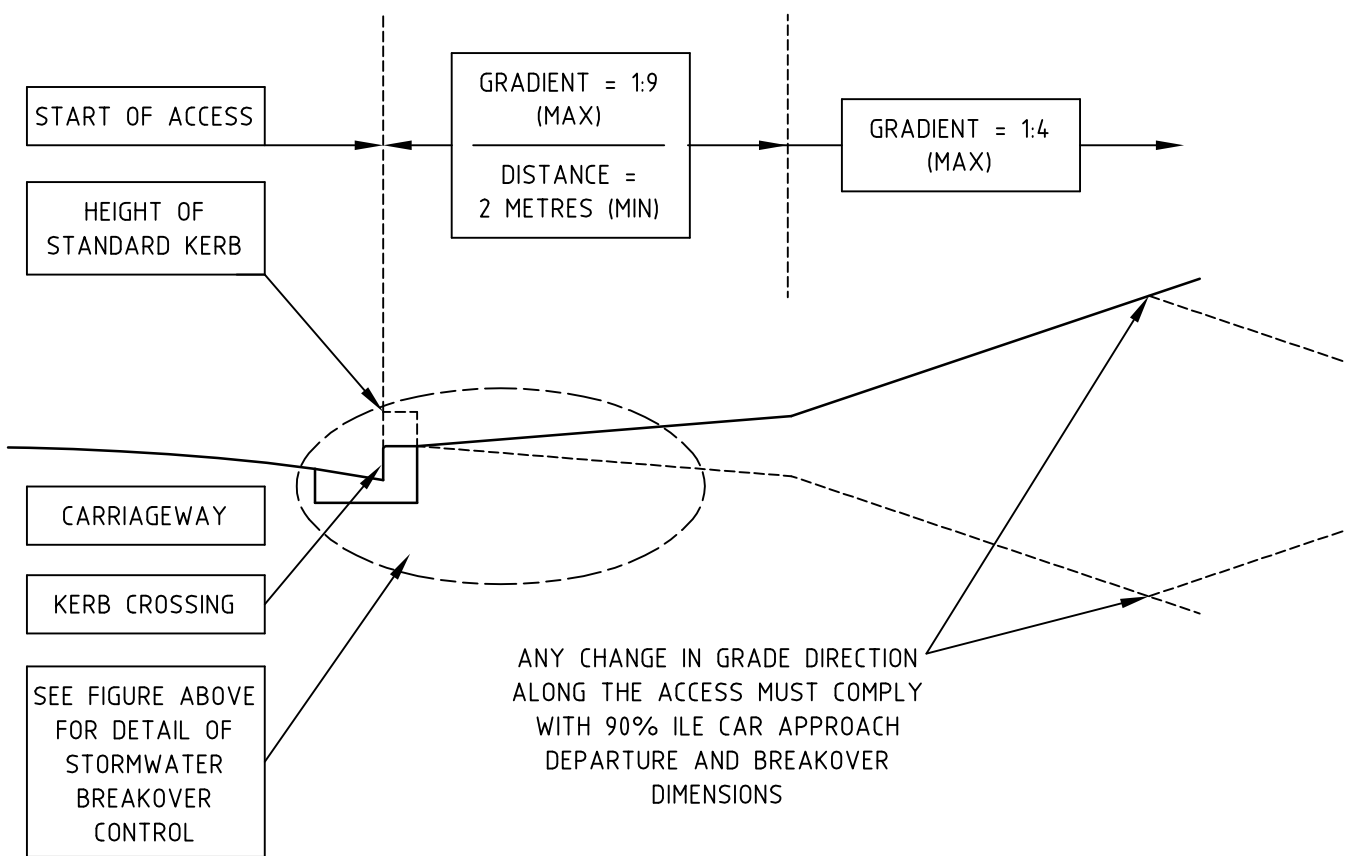 START OF ACCESS
GRADIENT = 1:9
(MAX)
DISTANCE =
2 METRES (MIN)
GRADIENT = 1:4
(MAX)
HEIGHT OF
STANDARD KERB
CARRIAGEWAY
KERB CROSSING
SEE FIGURE ABOVE
FOR DETAIL OF
STORMWATER
BREAKOVER
CONTROL
ANY CHANGE IN GRADE DIRECTION
ALONG THE ACCESS MUST COMPLY
WITH 90% ILE CAR APPROACH
DEPARTURE AND BREAKOVER
DIMENSIONS